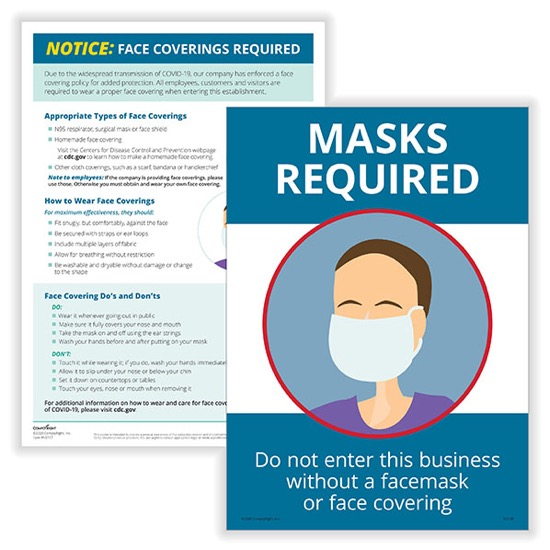 NOTICE: FACE COVERINGS REQUIRED
Due to the widespread transmission of COVID-19, our company has enforced a face
covering policy for added protection. All employees, customers and visitors are
required to wear a proper face covering when entering this establishment.
Appropriate Types of Face Coverings
N95 respirator, surgical mask or face shield
Homemade face covering
Visit the Centers for Disease Control and Prevention webpage
at cdc.gov to learn how to make a homemade face covering.
Other cloth coverings, such as a scarf, bandana or handkerchief
Note to employees: If the company is providing face coverings, please
use those. Otherwise you must obtain and wear your own face covering.
How to Wear Face Coverings
For maximum effectiveness, they should:
Fit snugly, but comfortably, against the face
Be secured with straps or ear loops
Include multiple layers of fabric
Allow for breathing without restriction
Be washable and dryable without damage or change
to the shape
Face Covering Do's and Don'ts
DO:
Wear it whenever going out in public
Make sure it fully covers your nose and mouth
Take the mask on and off using the ear strings
Wash your hands before and after putting on your mask
DON'T:
Touch it while wearing it; if you do, wash your hands immediate
Allow it to slip under your nose or below your chin
Set it down on countertops or tables
Touch your eyes, nose or mouth when removing it
For additional information on how to wear and care for face cove
of COVID-19, please visit cdc.gov.
MASKS
REQUIRED
Do not enter this business
without a facemask
or face covering